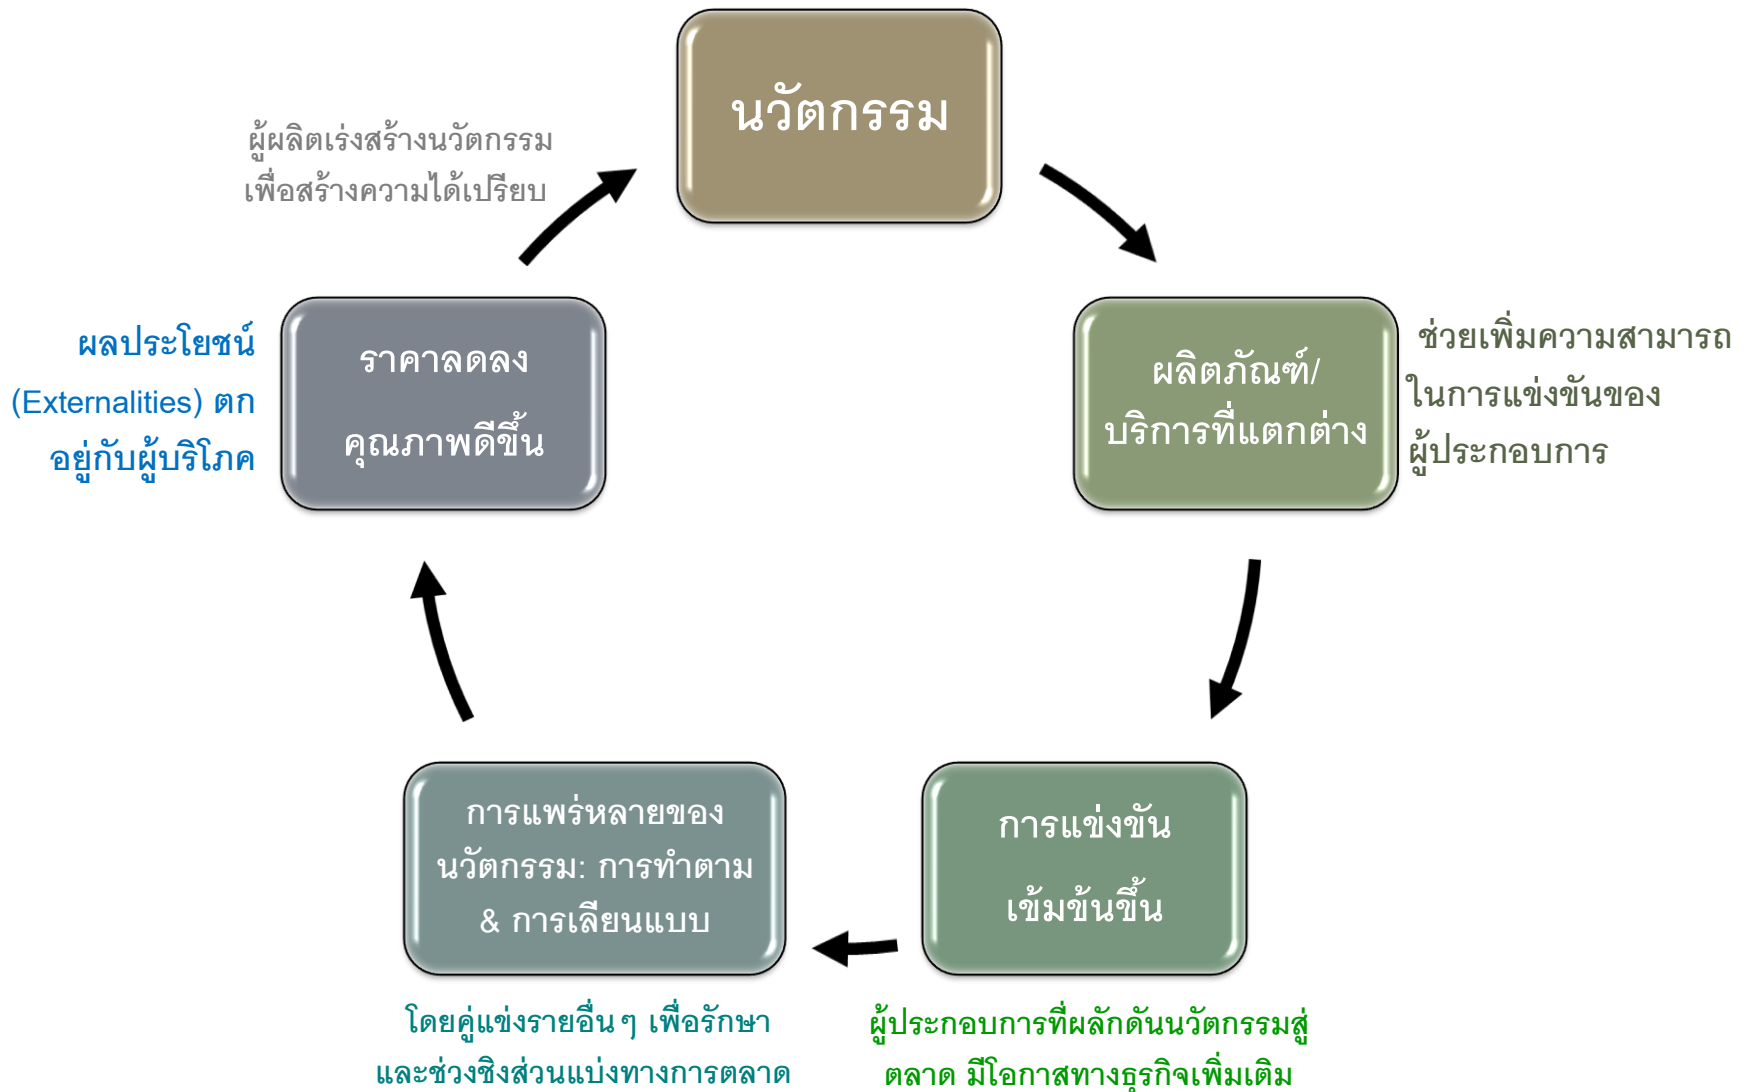 นวัตกรรม
ผู้ผลิตเร่งสร้างนวัตกรรม
เพื่อสร้างความได้เปรียบ
ผลิตภัณฑ์/
บริการที่แตกต่าง
ช่วยเพิ่มความสามารถ
ในการแข่งขันของ
ผู้ประกอบการ
การแข่งขัน
เข้มข้นขึ้น
ผู้ประกอบการที่ผลักดันนวัตกรรมสู่
ตลาด มีโอกาสทางธุรกิจเพิ่มเติม
การแพร่หลายของ
นวัตกรรม: การทำตาม
& การเลียนแบบ
โดยคู่แข่งรายอื่น ๆ เพื่อรักษา
และช่วงชิงส่วนแบ่งทางการตลาด
ราคาลดลง
คุณภาพดีขึ้น
ผลประโยชน์
(Externalities) ตก
อยู่กับผู้บริโภค